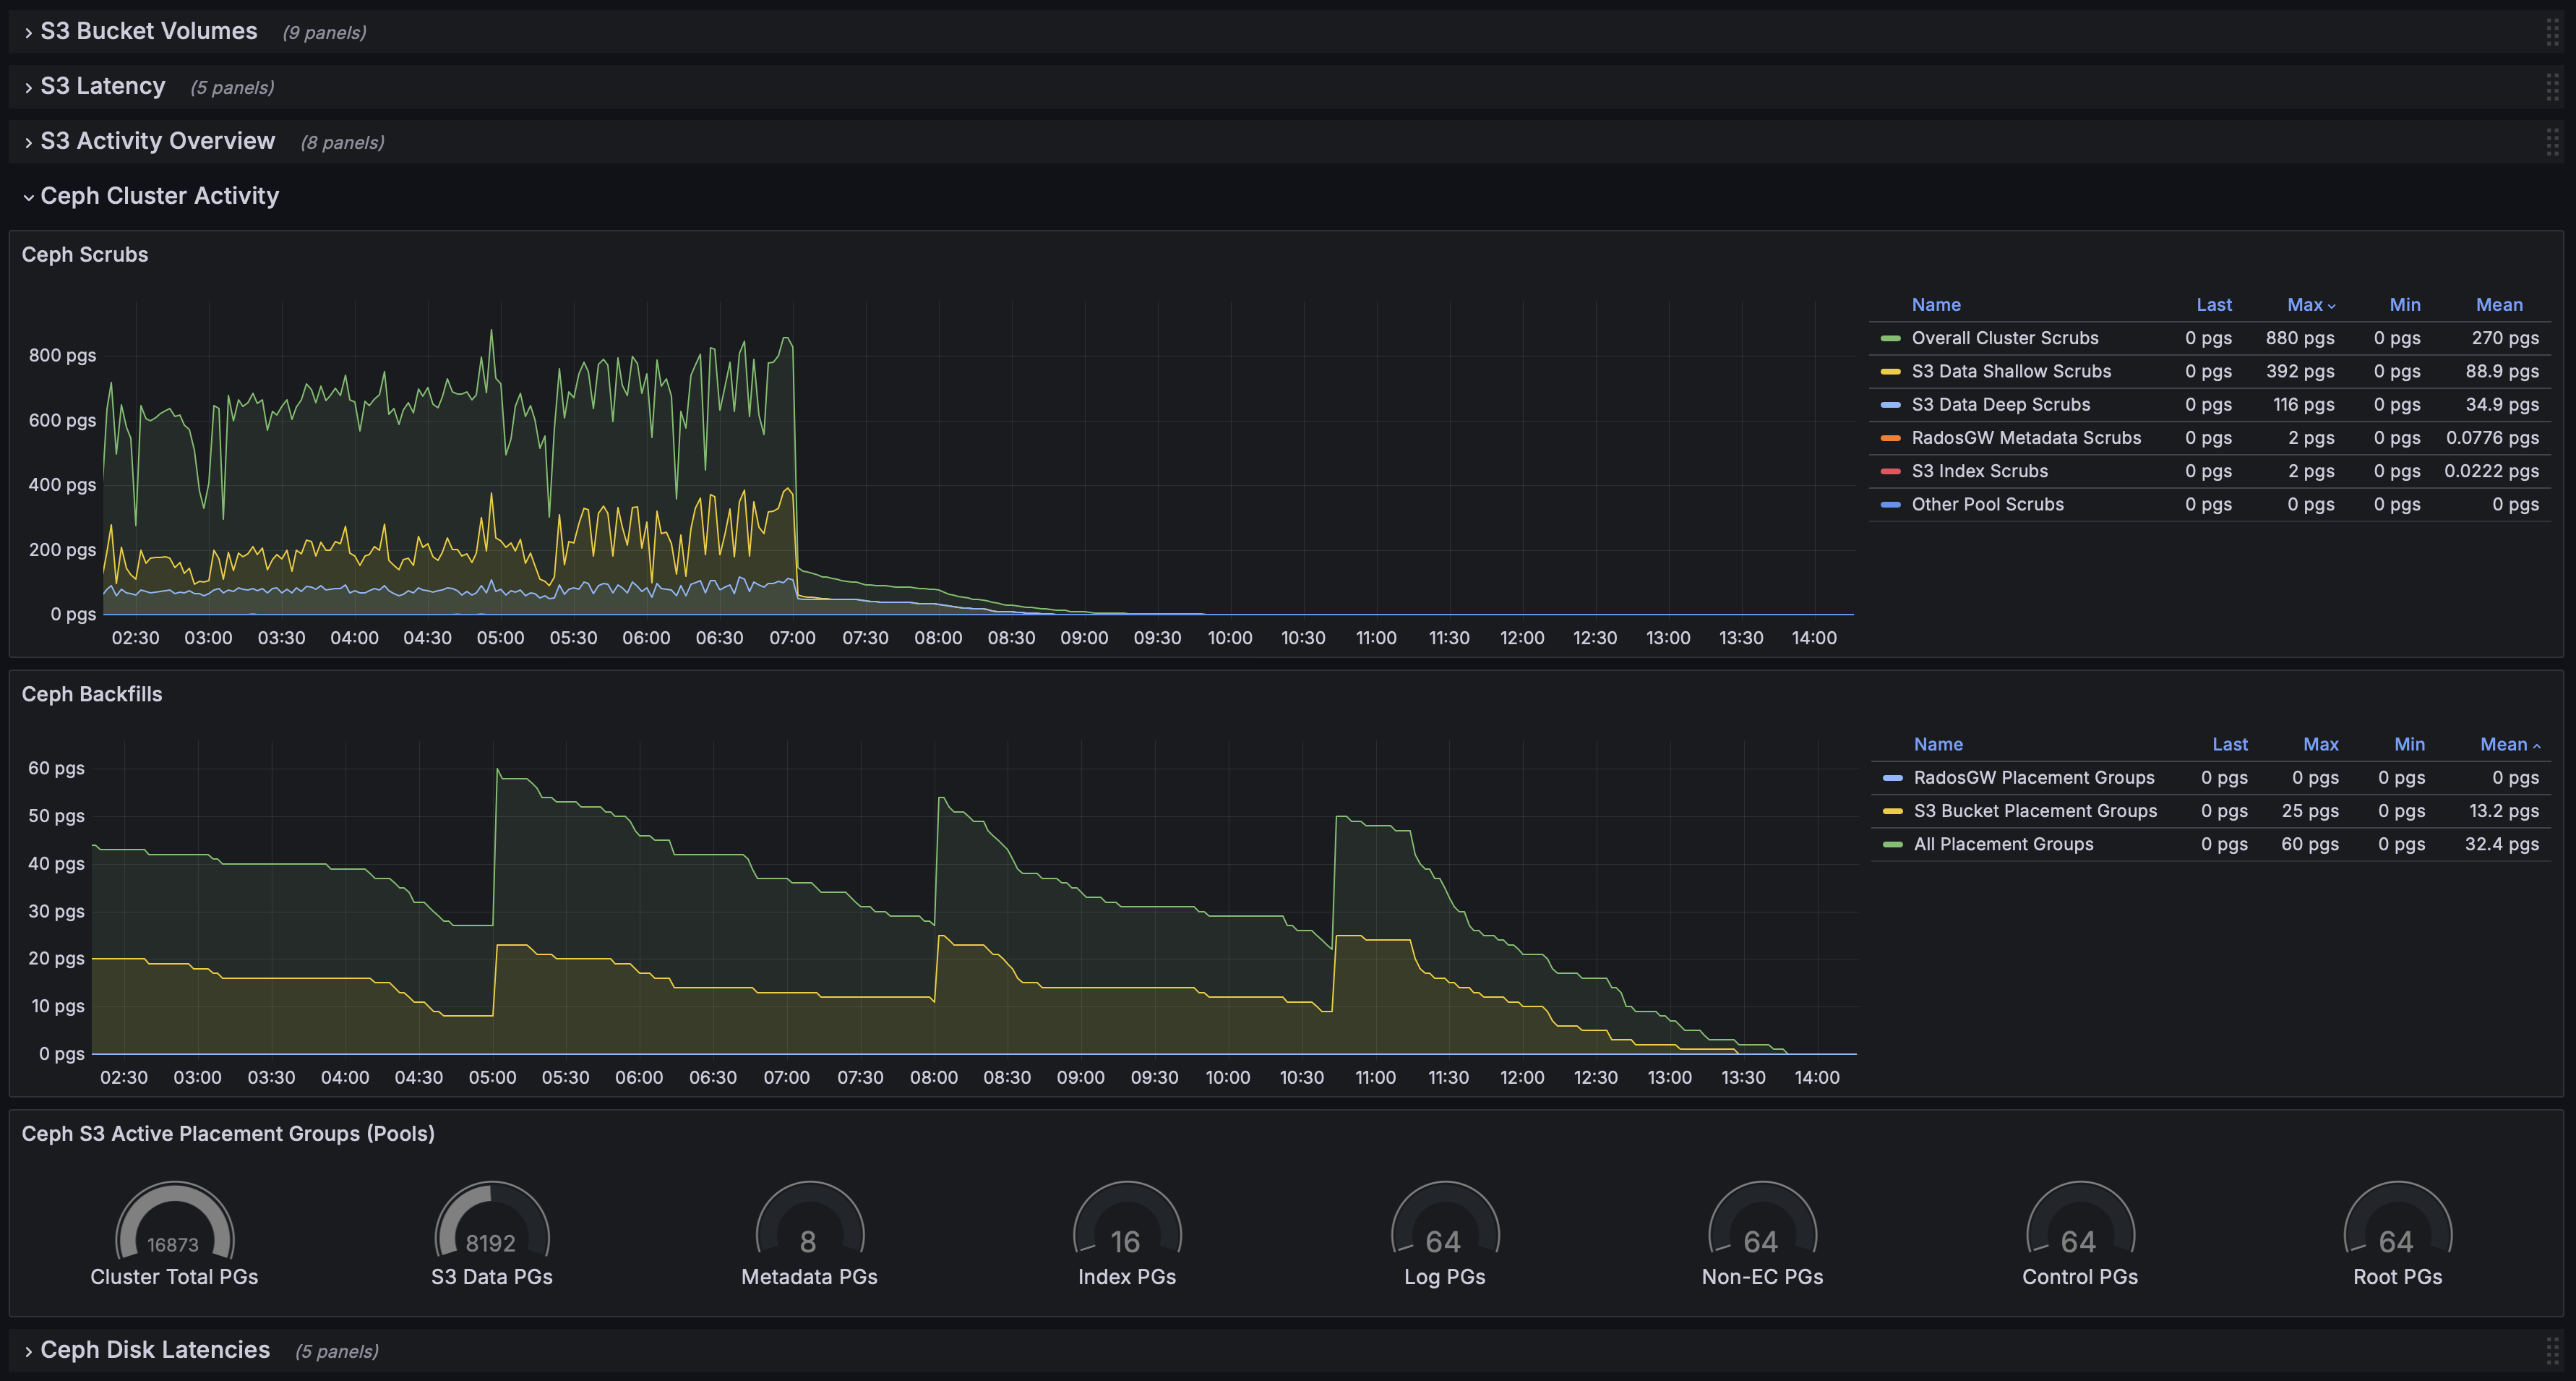 S3 Bucket Volumes (9 panels)
S3 Latency (5 panels)
S3 Activity Overview (8 panels)
Ceph Cluster Activity
Ceph Scrubs
800 pgs
600 pgs
400 pgs
200 pgs
0 pgs
02:30 03:00 03:30 04:00 04:30 05:00 05:30 06:00 06:30 07:00 07:30 08:00 08:30 09:00 09:30 10:00 10:30 11:00 11:30 12:00 12:30 13:00 13:30 14:00
Name Last Max Min Mean
Overall Cluster Scrubs 0 pgs 880 pgs 0 pgs 270 pgs
S3 Data Shallow Scrubs 0 pgs 392 pgs 0 pgs 88.9 pgs
S3 Data Deep Scrubs 0 pgs 116 pgs 0 pgs 34.9 pgs
RadosGW Metadata Scrubs 0 pgs 2 pgs 0 pgs 0.0776 pgs
S3 Index Scrubs 0 pgs 2 pgs 0 pgs 0.0222 pgs
Other Pool Scrubs 0 pgs 0 pgs 0 pgs 0 pgs
Ceph Backfills
60 pgs
50 pgs
40 pgs
30 pgs
20 pgs
10 pgs
0 pgs
02:30 03:00 03:30 04:00 04:30 05:00 05:30 06:00 06:30 07:00 07:30 08:00 08:30 09:00 09:30 10:00 10:30 11:00 11:30 12:00 12:30 13:00 13:30 14:00
Name Last Max Min Mean
RadosGW Placement Groups 0 pgs 0 pgs 0 pgs 0 pgs
S3 Bucket Placement Groups 0 pgs 25 pgs 0 pgs 13.2 pgs
All Placement Groups 0 pgs 60 pgs 0 pgs 32.4 pgs
Ceph S3 Active Placement Groups (Pools)
16873 8192 8 16 64 64 64 64
Cluster Total PGs S3 Data PGs Metadata PGs Index PGs Log PGs Non-EC PGs Control PGs Root PGs
Ceph Disk Latencies (5 panels)